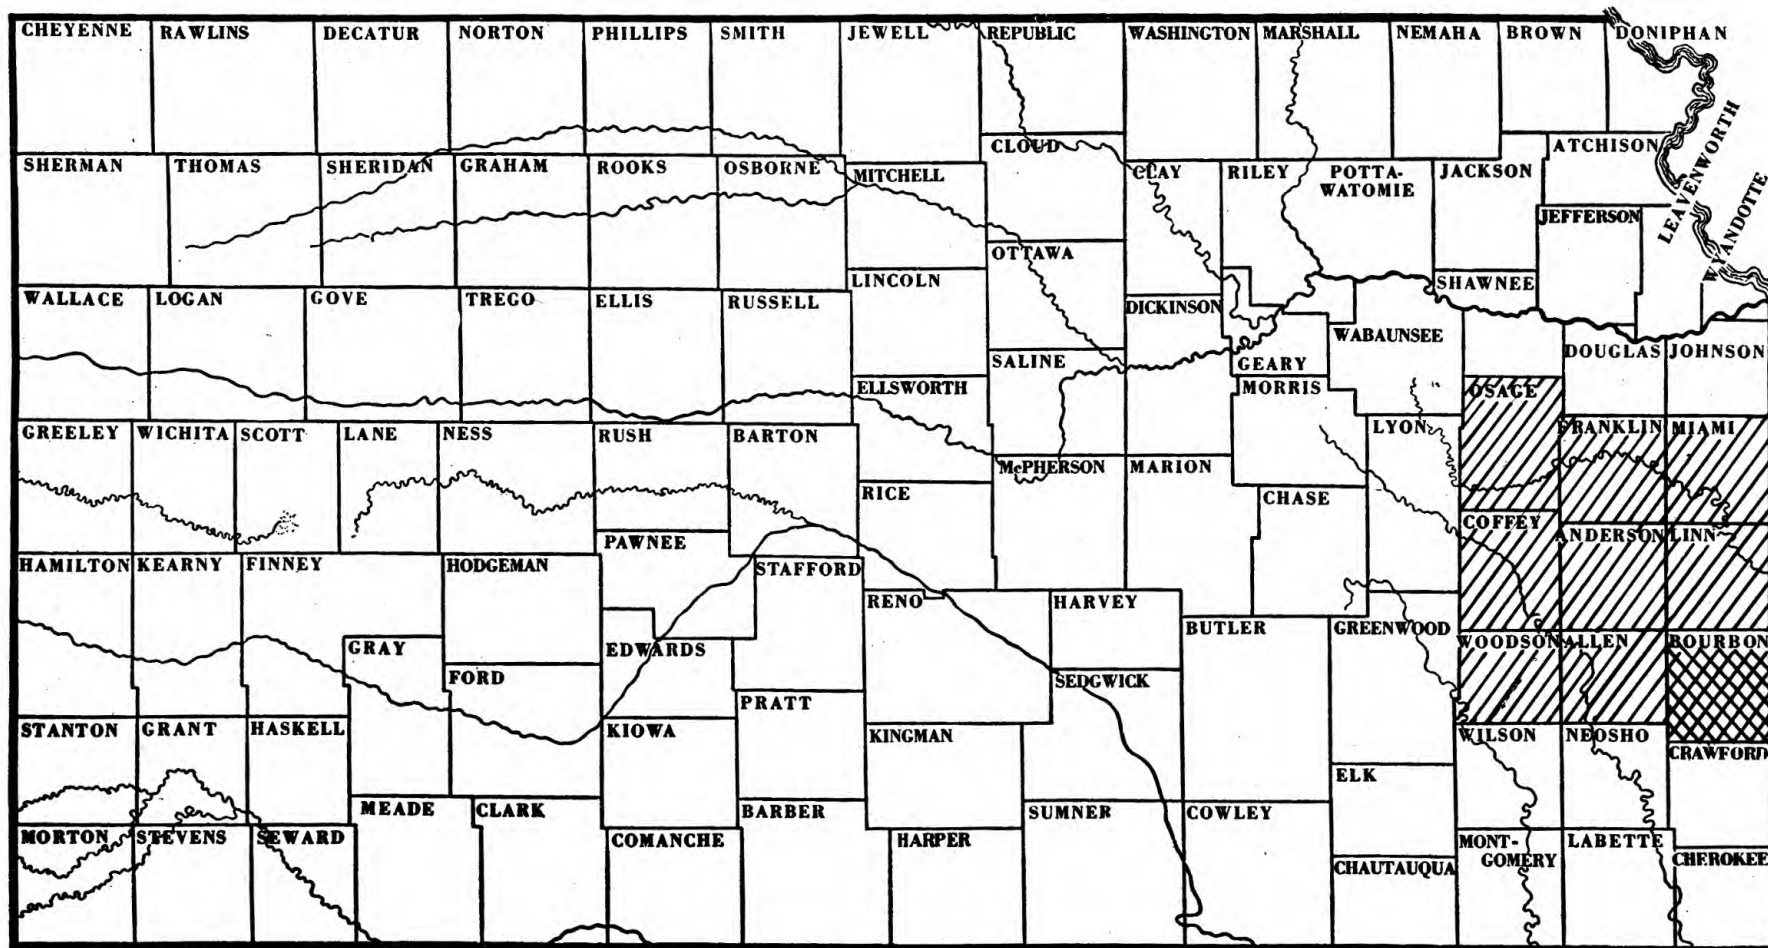 CHEYENNE
RAWLINS
DECATUR
NORTON
PHILLIPS
SMITH
JEWELL
REPUBLIC
WASHINGTON
MARSHALL
NEMAHA
BROWN
DONIPHAN
SHERMAN
THOMAS
SHERIDAN
GRAHAM
ROOKS
OSBORNE
MITCHELL
CLOUD
CLAY
RILEY
POTTA-
WATOMIE
JACKSON
ATCHISON
JEFFERSON
LEAVENWORTH
WYANDOTTE
WALLACE
LOGAN
GOVE
TREGO
ELLIS
RUSSELL
LINCOLN
OTTAWA
DICKINSON
SHAWNEE
WABAUNSEE
GEARY
DOUGLAS
JOHNSON
SALINE
ELLSWORTH
MORRIS
OSAGE
GREELEY
WICHITA
SCOTT
LANE
NESS
RUSH
BARTON
RICE
McPHERSON
MARION
CHASE
LYON
FRANKLIN
MIAMI
HAMILTON
KEARNY
FINNEY
HODGEMAN
PAWNEE
STAFFORD
COFFEY
ANDERSON
LINN
RENO
HARVEY
BUTLER
GREENWOOD
WOODSON
ALLEN
BOURBON
GRAY
FORD
EDWARDS
SEDGWICK
PRATT
STANTON
GRANT
HASKELL
KIOWA
KINGMAN
WILSON
NEOSHO
CRAWFORD
ELK
MEADE
CLARK
BARBER
SUMNER
COWLEY
MORTON
STEVENS
SEWARD
COMANCHE
HARPER
CHAUTAUQUA
MONT-
GOMERY
LABETTE
CHEROKEE